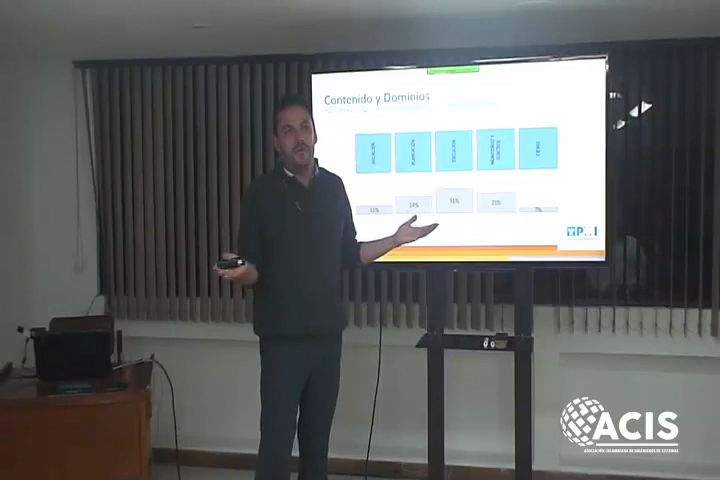 Contenido y Dominios
INICIACIÓN
PLANEACIÓN
EJECUCIÓN
MONITOREO Y
CONTROL
CIERRE
13%
24%
31%
25%
7%
PMI
ACIS
ASOCIACIÓN COLOMBIANA DE INGENIEROS DE SISTEMAS